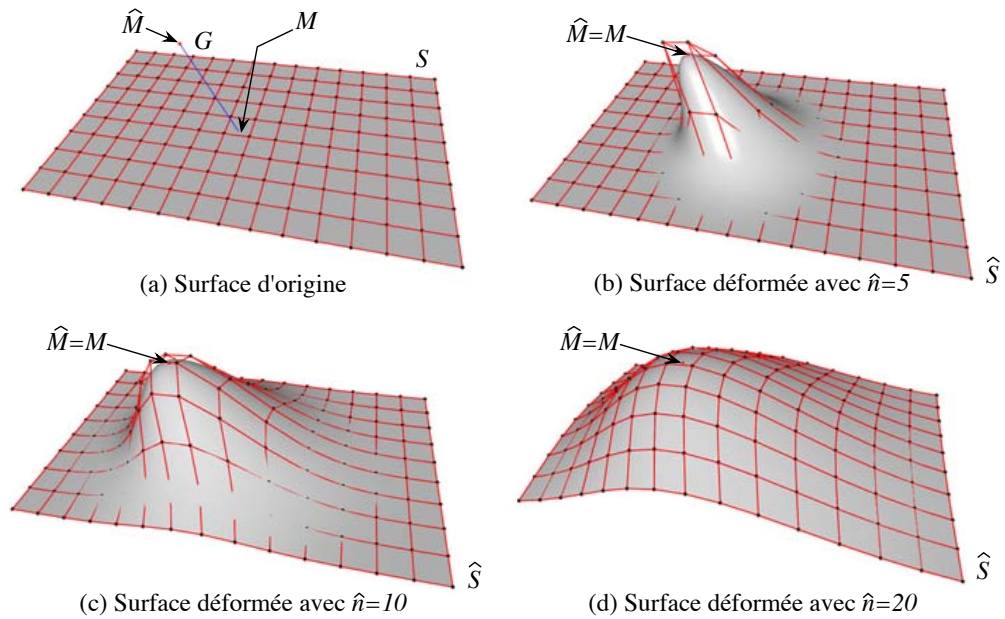 M̂
G
M
S
(a) Surface d'origine
M̂=M
Ŝ
(b) Surface déformée avec n̂=5
M̂=M
Ŝ
(c) Surface déformée avec n̂=10
M̂=M
Ŝ
(d) Surface déformée avec n̂=20